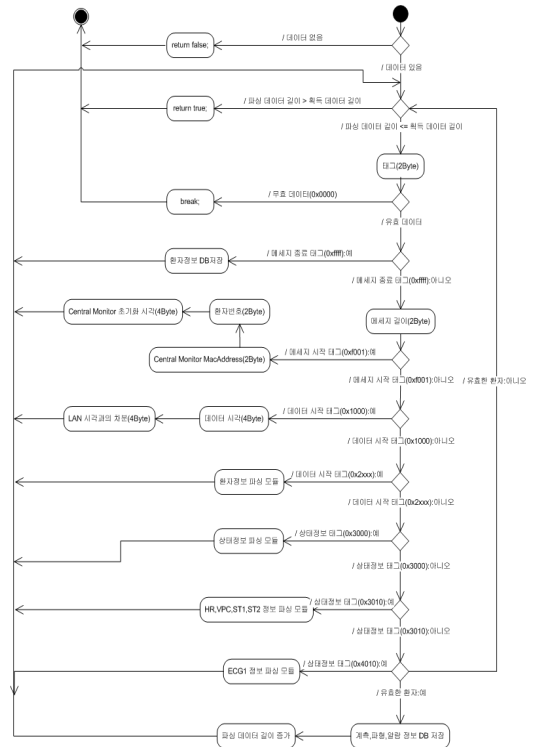 / 데이터 없음
return false;
/ 데이터 있음
/ 파싱 데이터 길이 > 획득 데이터 길이
return true;
/ 파싱 데이터 길이 <= 획득 데이터 길이
태그(2Byte)
/ 무효 데이터(0x0000)
break;
/ 유효 데이터
/ 메세지 종료 태그(0xffff):예
환자정보 DB저장
/ 메세지 종료 태그(0xffff):아니오
Central Monitor 초기화 시각(4Byte)
환자번호(2Byte)
메세지 길이(2Byte)
/ 메세지 시작 태그(0xf001):예
Central Monitor MacAddress(2Byte)
/ 메세지 시작 태그(0xf001):아니오
/ 유효한 환자:아니오
/ 데이터 시작 태그(0x1000):예
LAN 시각과의 차분(4Byte)
데이터 시각(4Byte)
/ 데이터 시작 태그(0x1000):아니오
/ 데이터 시작 태그(0x2xxx):예
환자정보 파싱 모듈
/ 데이터 시작 태그(0x2xxx):아니오
/ 상태정보 태그(0x3000):예
상태정보 파싱 모듈
/ 상태정보 태그(0x3000):아니오
/ 상태정보 태그(0x3010):예
HR,VPC,ST1,ST2 정보 파싱 모듈
/ 상태정보 태그(0x3010):아니오
/ 상태정보 태그(0x4010):예
ECG1 정보 파싱 모듈
/ 유효한 환자:예
파싱 데이터 길이 증가
계측,파형,알람 정보 DB 저장